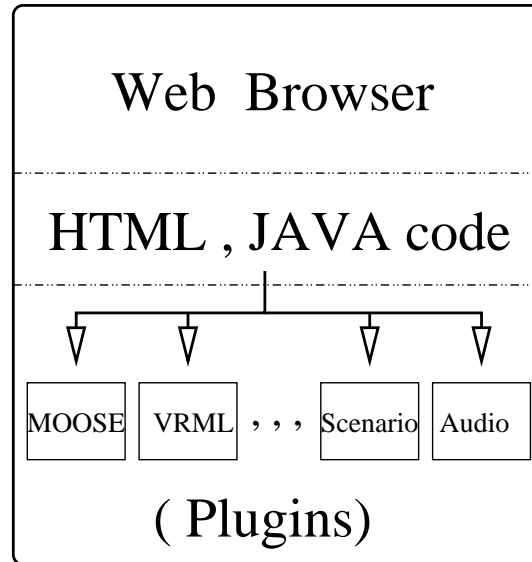 Web Browser
HTML , JAVA code
MOOSE VRML , , , Scenario Audio
( Plugins)